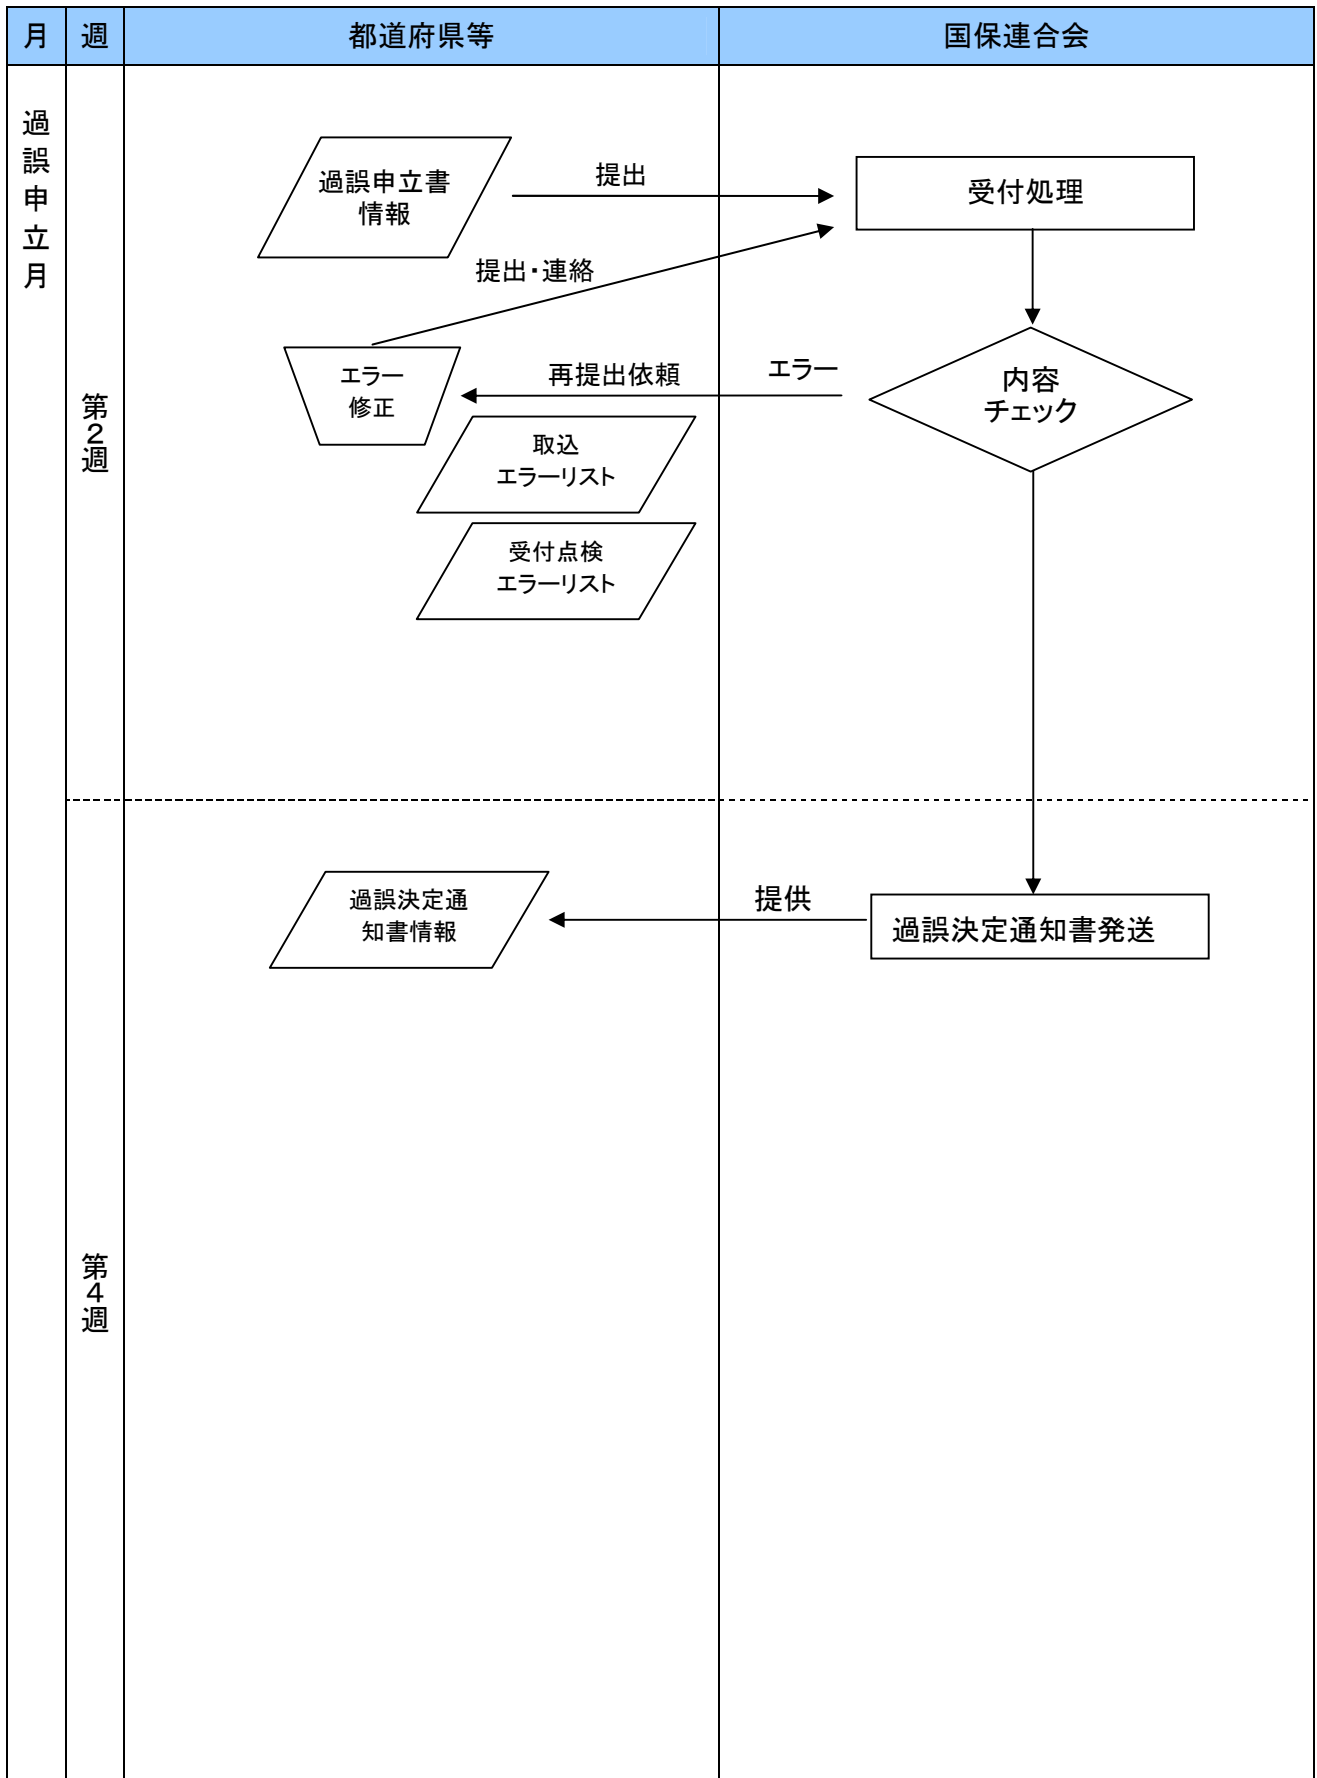 月 週 都道府県等 国保連合会
過誤申立月
過誤申立書
情報
提出
受付処理
提出・連絡
エラー
修正
再提出依頼
エラー
内容
チェック
第2週
取込
エラーリスト
受付点検
エラーリスト
過誤決定通
知書情報
提供
過誤決定通知書発送
第4週